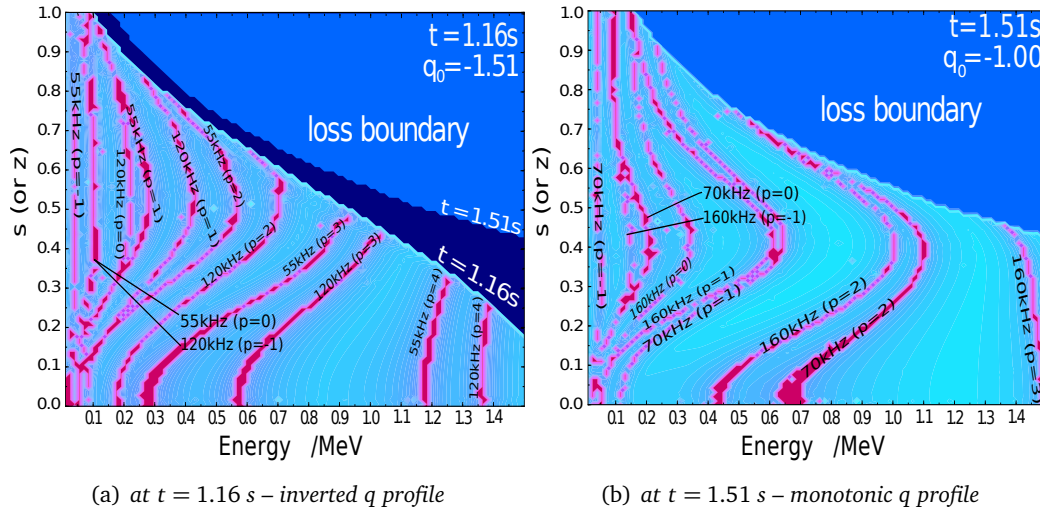 t=1.16s
q₀=-1.51
loss boundary
t=1.51s
t=1.16s
55kHz (p=-1)
120kHz (p=0)
55kHz (p=1)
120kHz (p=1)
55kHz (p=2)
120kHz (p=2)
55kHz (p=3)
120kHz (p=3)
55kHz (p=4)
120kHz (p=4)
55kHz (p=0)
120kHz (p=-1)
s (or z)
1.0
0.9
0.8
0.7
0.6
0.5
0.4
0.3
0.2
0.1
0.0
0.1 0.2 0.3 0.4 0.5 0.6 0.7 0.8 0.9 1.0 1.1 1.2 1.3 1.4
Energy /MeV
(a) at t = 1.16 s – inverted q profile
t=1.51s
q₀=-1.00
loss boundary
70kHz (p=-1)
70kHz (p=0)
160kHz (p=-1)
160kHz (p=0)
160kHz (p=1)
70kHz (p=1)
160kHz (p=2)
70kHz (p=2)
160kHz (p=3)
s (or z)
1.0
0.9
0.8
0.7
0.6
0.5
0.4
0.3
0.2
0.1
0.0
0.1 0.2 0.3 0.4 0.5 0.6 0.7 0.8 0.9 1.0 1.1 1.2 1.3 1.4
Energy /MeV
(b) at t = 1.51 s – monotonic q profile